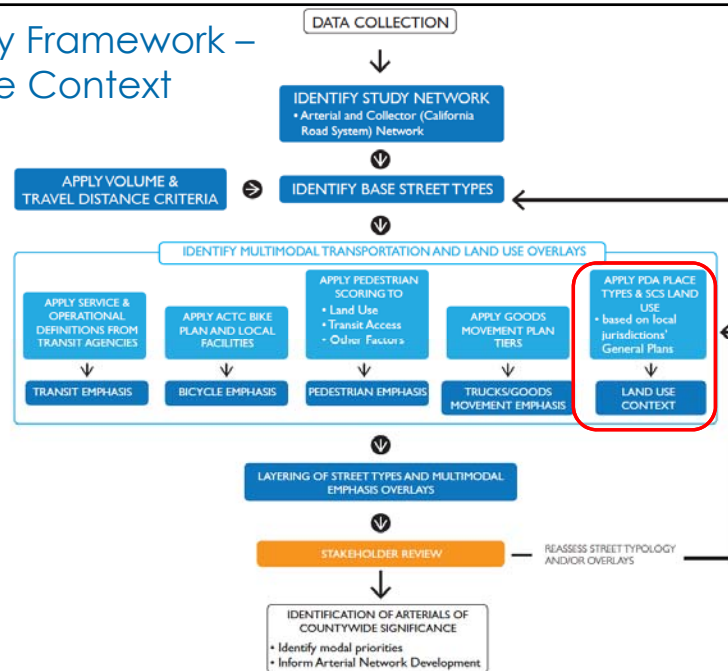 y Framework –
e Context
DATA COLLECTION
IDENTIFY STUDY NETWORK
• Arterial and Collector (California
Road System) Network
APPLY VOLUME &
TRAVEL DISTANCE CRITERIA
IDENTIFY BASE STREET TYPES
IDENTIFY MULTIMODAL TRANSPORTATION AND LAND USE OVERLAYS
APPLY SERVICE &
OPERATIONAL
DEFINITIONS FROM
TRANSIT AGENCIES
TRANSIT EMPHASIS
APPLY ACTC BIKE
PLAN AND LOCAL
FACILITIES
BICYCLE EMPHASIS
APPLY PEDESTRIAN
SCORING TO
• Land Use
• Transit Access
• Other Factors
PEDESTRIAN EMPHASIS
APPLY GOODS
MOVEMENT PLAN
TIERS
TRUCKS/GOODS
MOVEMENT EMPHASIS
APPLY PDA PLACE
TYPES & SCS LAND
USE
• based on local
jurisdictions'
General Plans
LAND USE
CONTEXT
LAYERING OF STREET TYPES AND MULTIMODAL
EMPHASIS OVERLAYS
STAKEHOLDER REVIEW
REASSESS STREET TYPOLOGY
AND/OR OVERLAYS
IDENTIFICATION OF ARTERIALS OF
COUNTYWIDE SIGNIFICANCE
• Identify modal priorities
• Inform Arterial Network Development